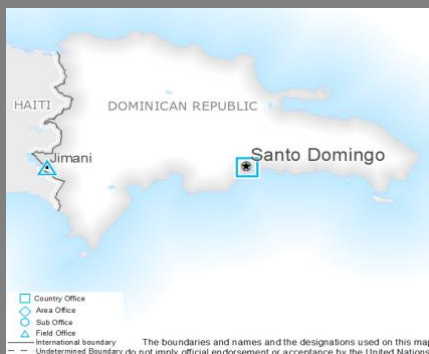 HAITI
DOMINICAN REPUBLIC
Jimani
Santo Domingo
Country Office
Area Office
Sub Office
Field Office
International boundary
Undetermined Boundary
The boundaries and names and the designations used on this map
do not imply official endorsement or acceptance by the United Nations